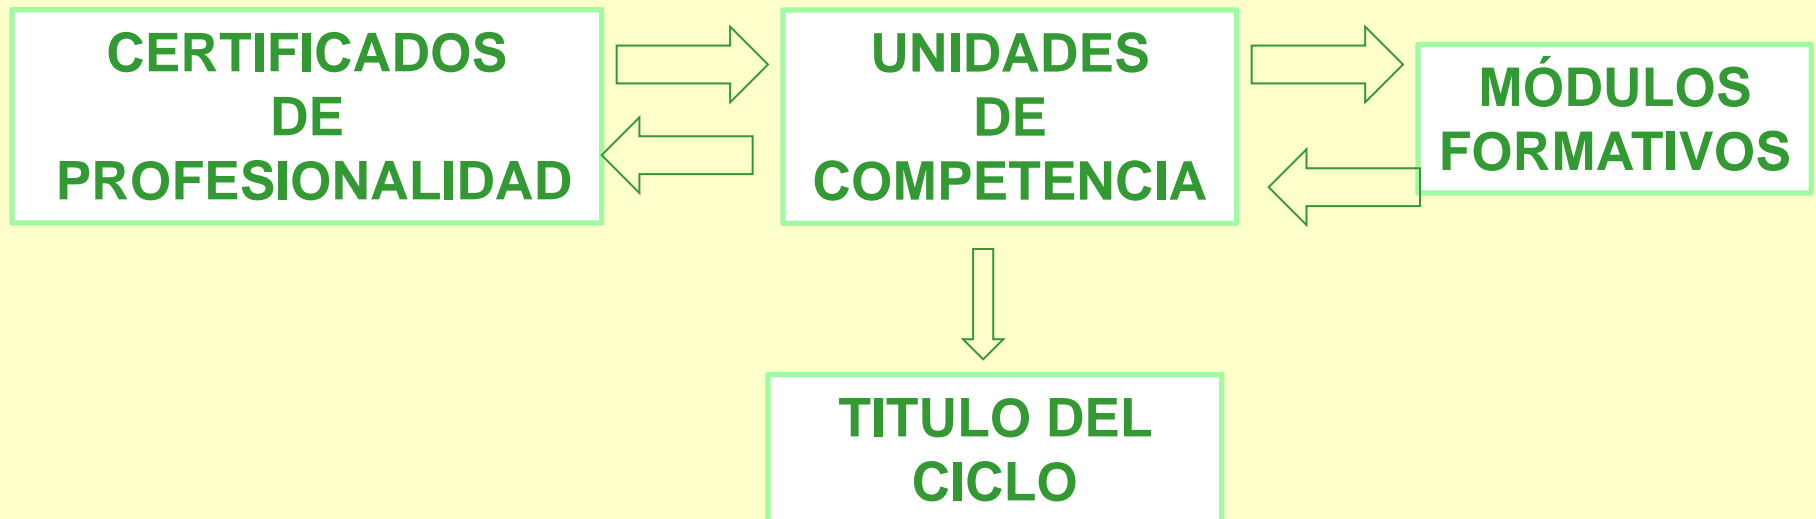 CERTIFICADOS
DE
PROFESIONALIDAD
UNIDADES
DE
COMPETENCIA
MÓDULOS
FORMATIVOS
TITULO DEL
CICLO